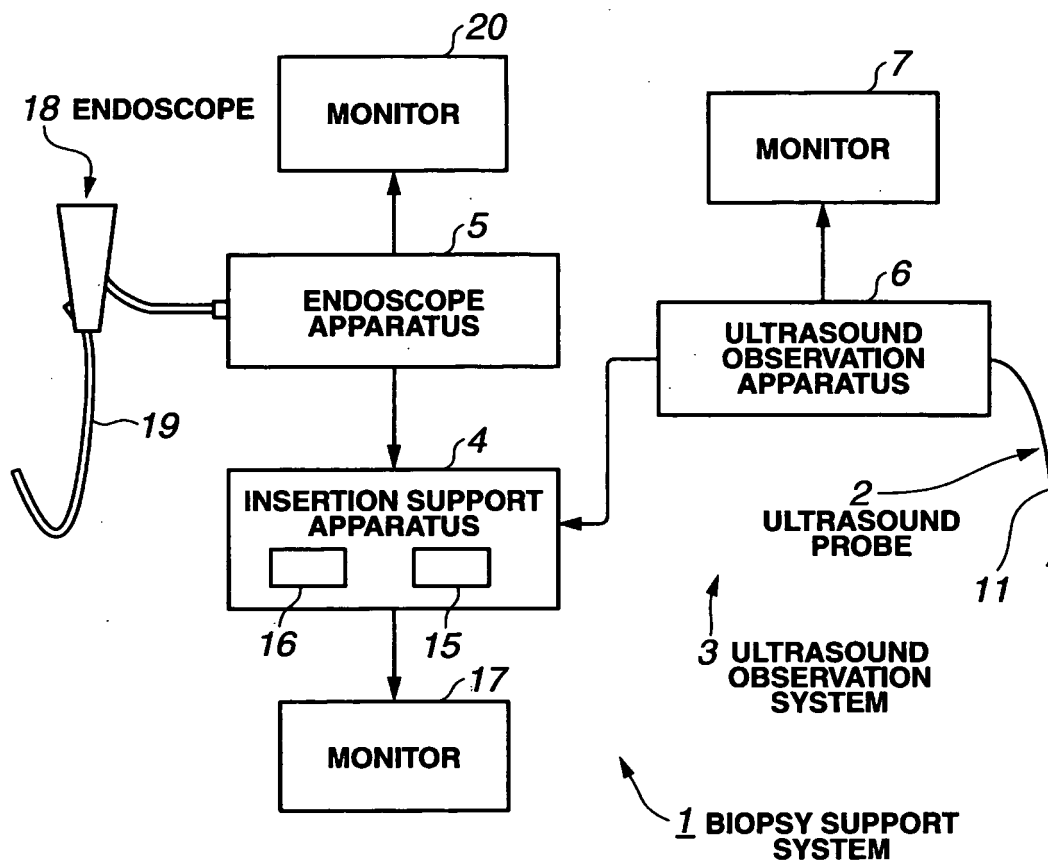 20
MONITOR
18 ENDOSCOPE
7
MONITOR
5
ENDOSCOPE
APPARATUS
6
ULTRASOUND
OBSERVATION
APPARATUS
19
4
INSERTION SUPPORT
APPARATUS
16
15
2
ULTRASOUND
PROBE
11
17
MONITOR
3 ULTRASOUND
OBSERVATION
SYSTEM
1 BIOPSY SUPPORT
SYSTEM